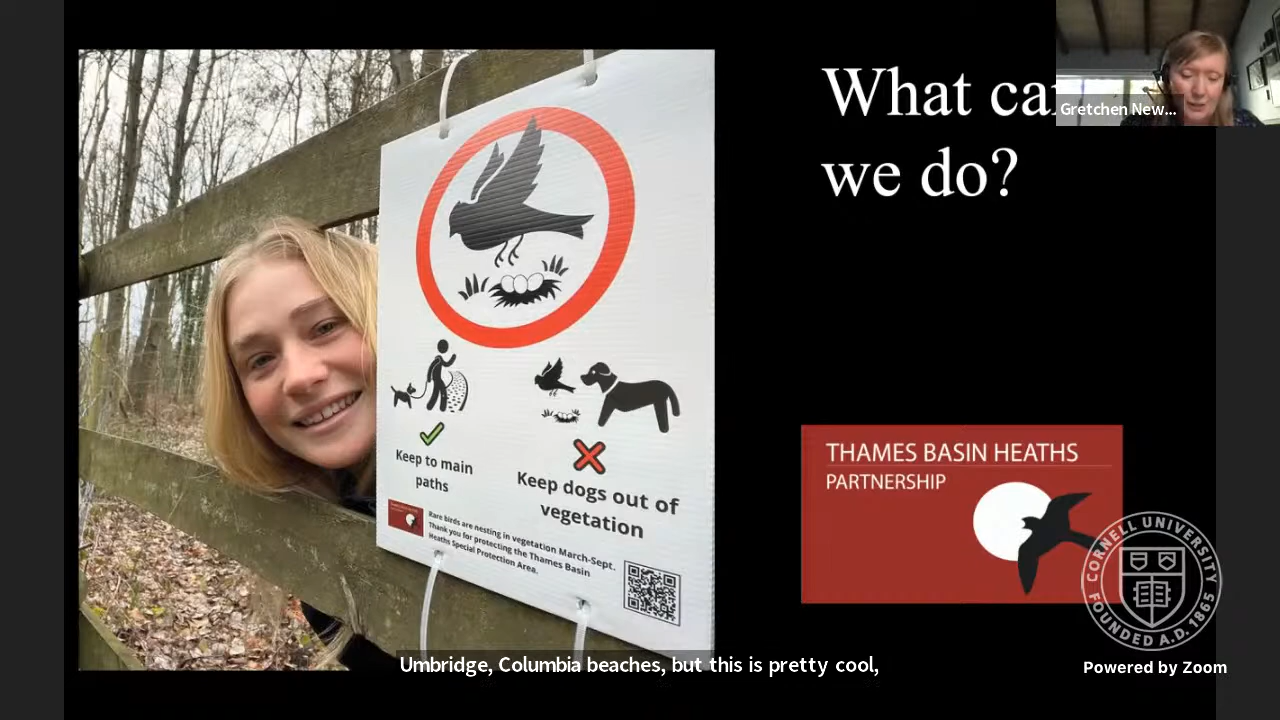 What ca
we do?
Gretchen New...
Keep to main
paths
Keep dogs out of
vegetation
Rare birds are nesting in vegetation March-Sept.
Thank you for protecting the Thames Basin
Heaths Special Protection Area.
THAMES BASIN HEATHS
PARTNERSHIP
CORNELL UNIVERSITY
FOUNDED A.D. 1865
Umbridge, Columbia beaches, but this is pretty cool,
Powered by Zoom